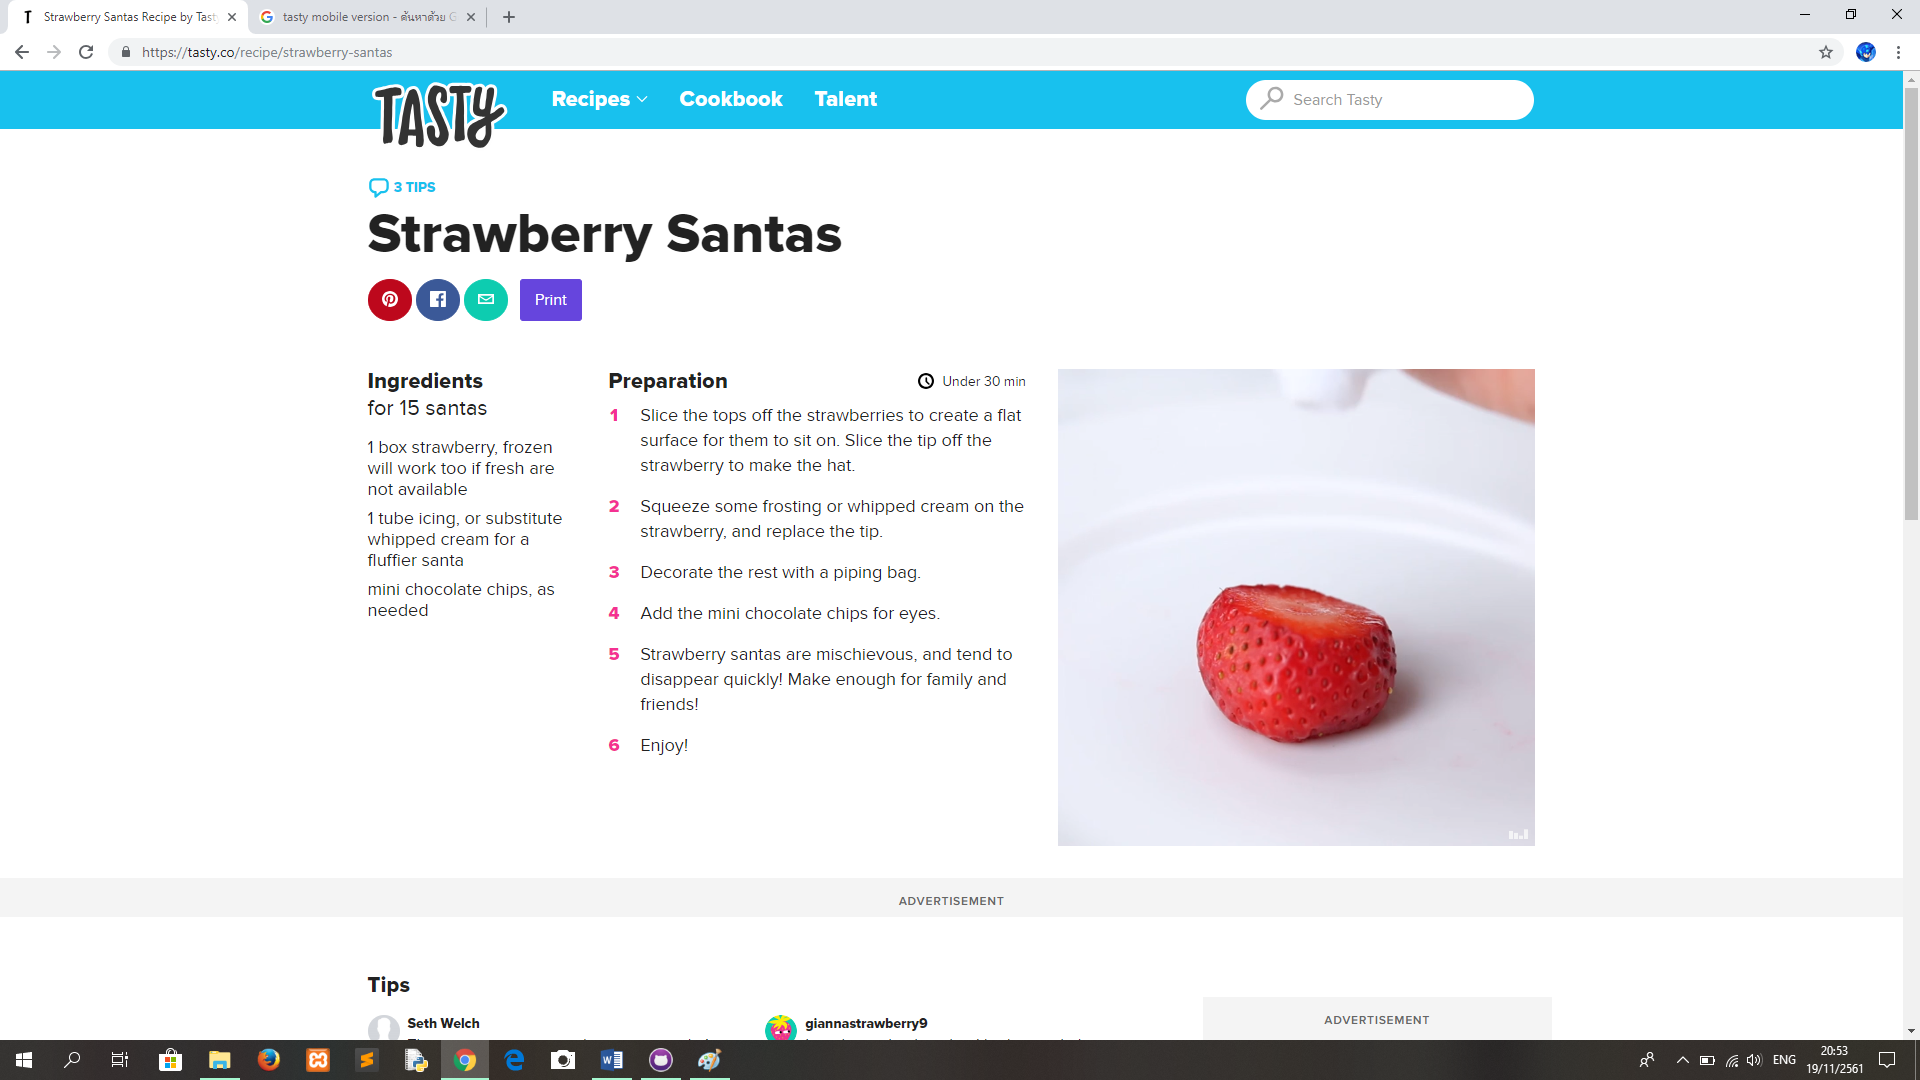 Strawberry Santas Recipe by Tast
tasty mobile version - ค้นหาด้วย G
https://tasty.co/recipe/strawberry-santas
TASTY
Recipes
Cookbook
Talent
Search Tasty
3 TIPS
Strawberry Santas
Print
Ingredients
for 15 santas
1 box strawberry, frozen
will work too if fresh are
not available
1 tube icing, or substitute
whipped cream for a
fluffier santa
mini chocolate chips, as
needed
Preparation
Under 30 min
1 Slice the tops off the strawberries to create a flat
surface for them to sit on. Slice the tip off the
strawberry to make the hat.
2 Squeeze some frosting or whipped cream on the
strawberry, and replace the tip.
3 Decorate the rest with a piping bag.
4 Add the mini chocolate chips for eyes.
5 Strawberry santas are mischievous, and tend to
disappear quickly! Make enough for family and
friends!
6 Enjoy!
ADVERTISEMENT
Tips
Seth Welch
giannastrawberry9
ADVERTISEMENT
ENG
20:53
19/11/2561